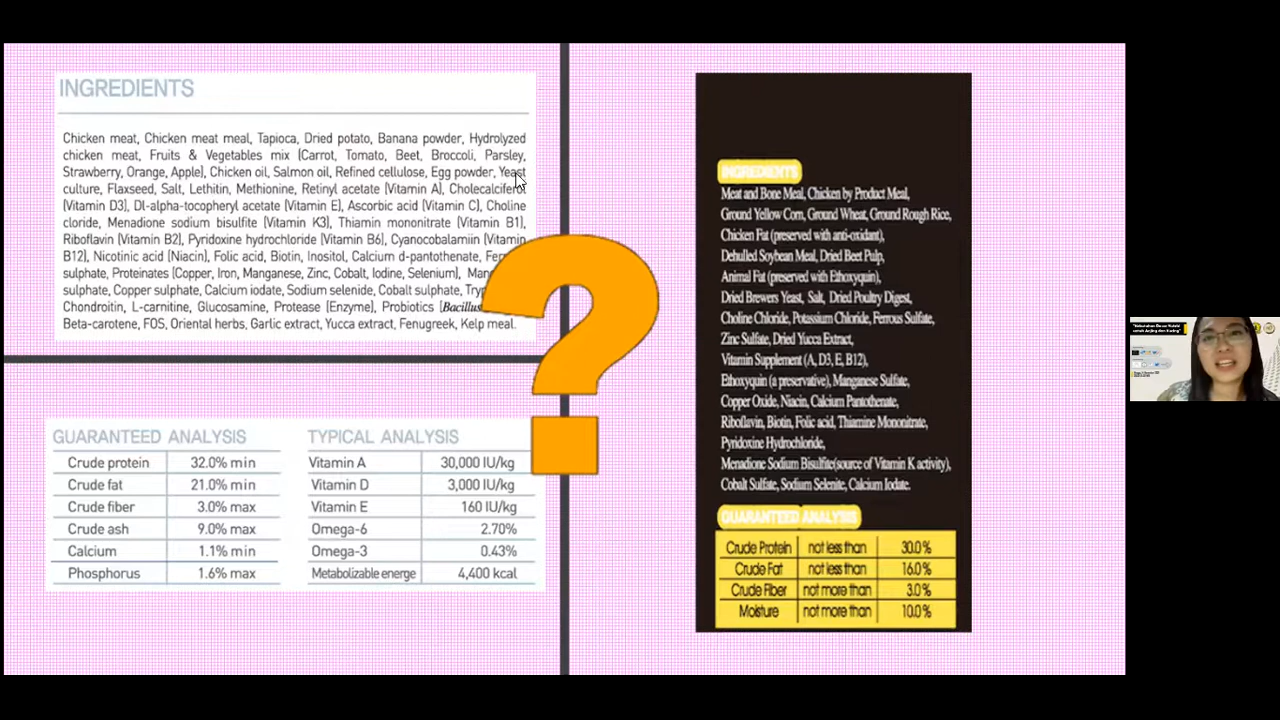 INGREDIENTS
Chicken meat, Chicken meat meal, Tapioca, Dried potato, Banana powder, Hydrolyzed
chicken meat, Fruits & Vegetables mix [Carrot, Tomato, Beet, Broccoli, Parsley,
Strawberry, Orange, Apple], Chicken oil, Salmon oil, Refined cellulose, Egg powder, Yeast
culture, Flaxseed, Salt, Lethitin, Methionine, Retinyl acetate [Vitamin A], Cholecalciferol
[Vitamin D3], Dl-alpha-tocopheryl acetate [Vitamin E], Ascorbic acid [Vitamin C], Choline
cloride, Menadione sodium bisulfite [Vitamin K3], Thiamin mononitrate [Vitamin B1],
Riboflavin [Vitamin B2], Pyridoxine hydrochloride [Vitamin B6], Cyanocobalamiin [Vitamin
B12], Nicotinic acid [Niacin], Folic acid, Biotin, Inositol, Calcium d-pantothenate,
sulphate, Proteinates [Copper, Iron, Manganese, Zinc, Cobalt, Iodine, Selenium],
sulphate, Copper sulphate, Calcium iodate, Sodium selenide, Cobalt sulphate,
Chondroitin, L-carnitine, Glucosamine, Protease [Enzyme], Probiotics [Bacillus
Beta-carotene, FOS, Oriental herbs, Garlic extract, Yucca extract, Fenugreek, Kelp meal.
GUARANTEED ANALYSIS
Crude protein 32.0% min
Crude fat 21.0% min
Crude fiber 3.0% max
Crude ash 9.0% max
Calcium 1.1% min
Phosphorus 1.6% max
TYPICAL ANALYSIS
Vitamin A 30,000 IU/kg
Vitamin D 3,000 IU/kg
Vitamin E 160 IU/kg
Omega-6 2.70%
Omega-3 0.43%
Metabolizable energe 4,400 kcal
?
INGREDIENTS
Meat and Bone Meal, Chicken by Product Meal,
Ground Yellow Corn, Ground Wheat, Ground Rough Rice,
Chicken Fat (preserved with anti-oxidant),
Dehulled Soybean Meal, Dried Beet Pulp,
Animal Fat (preserved with Ethoxyquin),
Dried Brewers Yeast, Salt, Dried Poultry Digest,
Choline Chloride, Potassium Chloride, Ferrous Sulfate,
Zinc Sulfate, Dried Yucca Extract,
Vitamin Supplement (A, D3, E, B12),
Ethoxyquin (a preservative), Manganese Sulfate,
Copper Oxide, Niacin, Calcium Pantothenate,
Riboflavin, Biotin, Folic acid, Thiamine Mononitrate,
Pyridoxine Hydrochloride,
Menadione Sodium Bisulfite(source of Vitamin K activity),
Cobalt Sulfate, Sodium Selenite, Calcium Iodate.
GUARANTEED ANALYSIS
Crude Protein not less than 30.0%
Crude Fat not less than 16.0%
Crude Fiber not more than 3.0%
Moisture not more than 10.0%